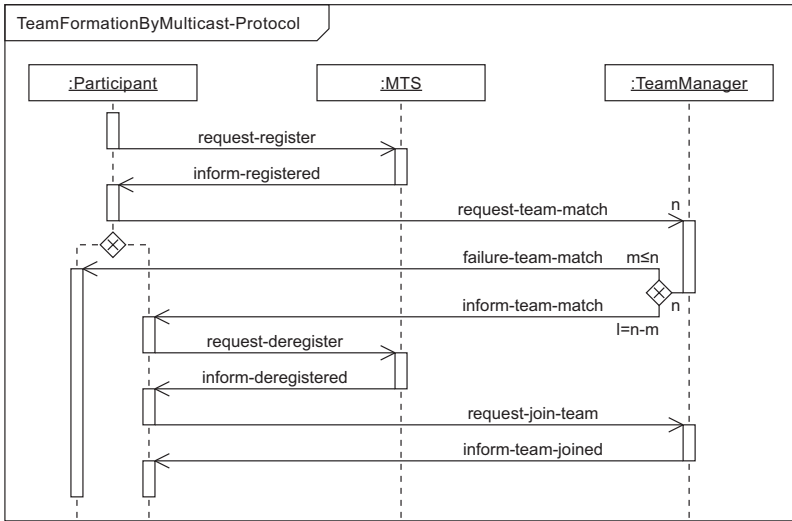 TeamFormationByMulticast-Protocol
:Participant
:MTS
:TeamManager
request-register
inform-registered
request-team-match
n
failure-team-match
m≤n
inform-team-match
n
l=n-m
request-deregister
inform-deregistered
request-join-team
inform-team-joined